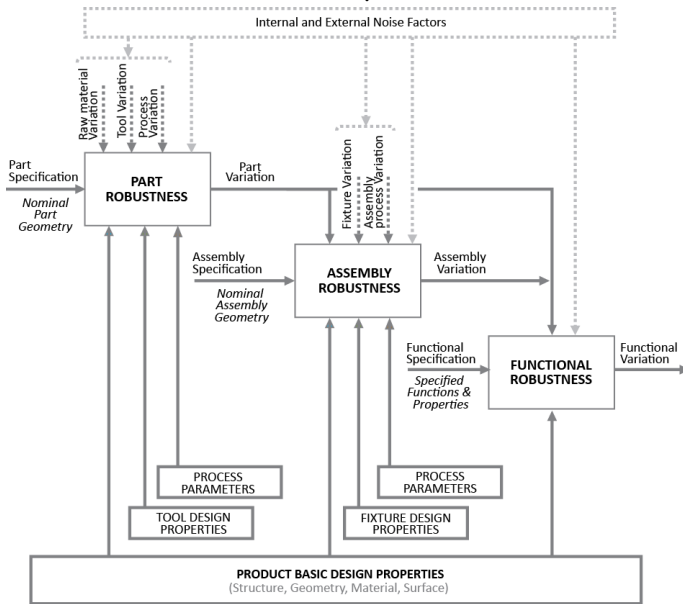 Internal and External Noise Factors
Raw material
Variation
Tool Variation
Process
Variation
Part
Specification
Nominal
Part
Geometry
PART
ROBUSTNESS
Part
Variation
Fixture Variation
Assembly
process Variation
Assembly
Specification
Nominal
Assembly
Geometry
ASSEMBLY
ROBUSTNESS
Assembly
Variation
Functional
Specification
Specified
Functions &
Properties
FUNCTIONAL
ROBUSTNESS
Functional
Variation
PROCESS
PARAMETERS
PROCESS
PARAMETERS
TOOL DESIGN
PROPERTIES
FIXTURE DESIGN
PROPERTIES
PRODUCT BASIC DESIGN PROPERTIES
(Structure, Geometry, Material, Surface)